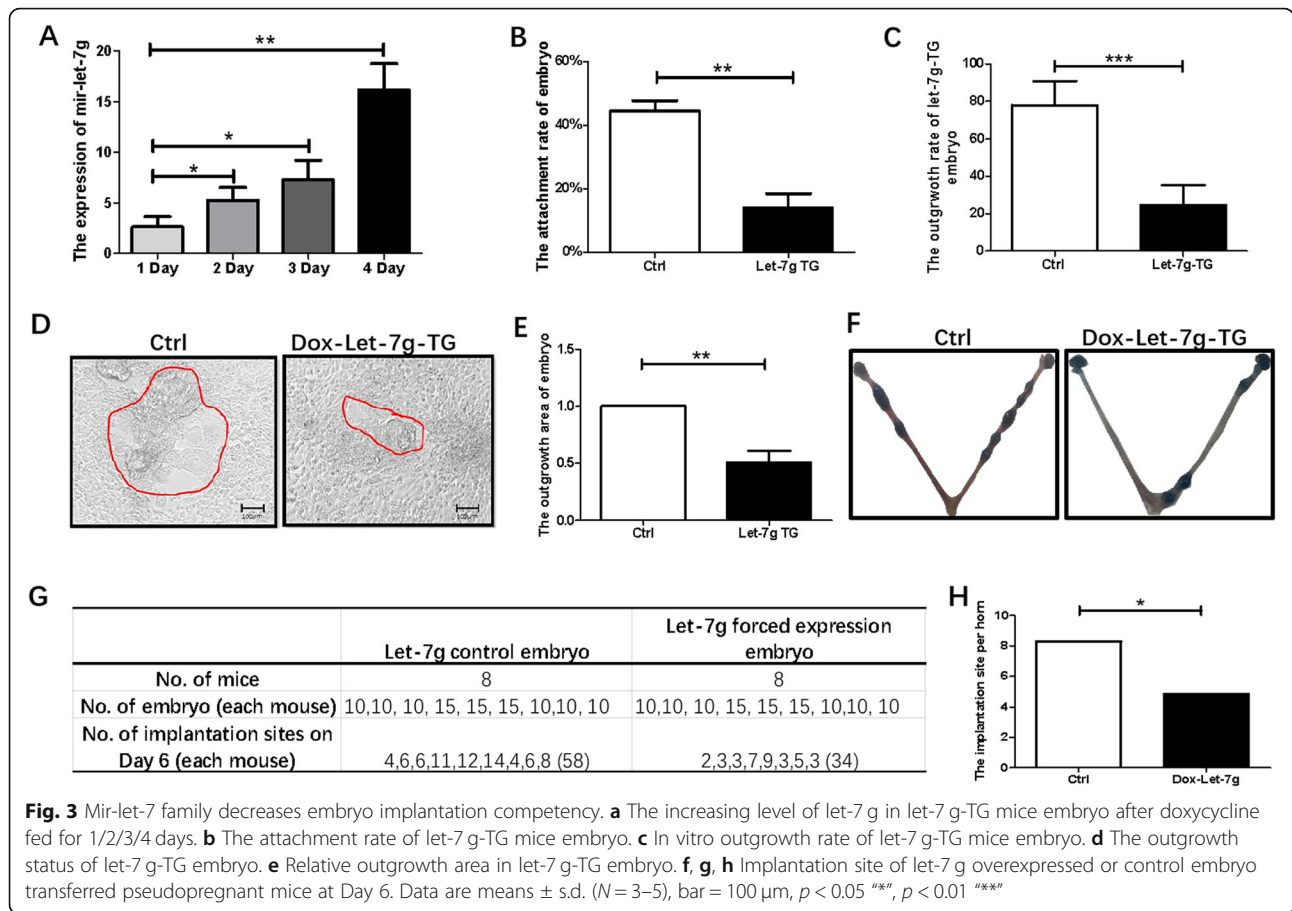 A
The expression of mir-let-7g
20
15
10
5
0
**
*
*
1 Day 2 Day 3 Day 4 Day
B
The attachment rate of embryo
60%
40%
20%
0%
**
Ctrl Let-7g TG
C
The outgrwoth rate of let-7g-TG
embryo
100
80
60
40
20
0
***
Ctrl Let-7g-TG
D
Ctrl Dox-Let-7g-TG
100μm 100μm
E
The outgrowth area of embryo
1.5
1.0
0.5
0.0
**
Ctrl Let-7g TG
F
Ctrl Dox-Let-7g-TG
G
Let-7g control embryo Let-7g forced expression
embryo
No. of mice 8 8
No. of embryo (each mouse) 10,10, 10, 15, 15, 15, 10,10, 10 10,10, 10, 15, 15, 15, 10,10, 10
No. of implantation sites on
Day 6 (each mouse) 4,6,6,11,12,14,4,6,8 (58) 2,3,3,7,9,3,5,3 (34)
H
The implantation site per horn
10
8
6
4
2
0
*
Ctrl Dox-Let-7g
Fig. 3 Mir-let-7 family decreases embryo implantation competency. a The increasing level of let-7 g in let-7 g-TG mice embryo after doxycycline
fed for 1/2/3/4 days. b The attachment rate of let-7 g-TG mice embryo. c In vitro outgrowth rate of let-7 g-TG mice embryo. d The outgrowth
status of let-7 g-TG embryo. e Relative outgrowth area in let-7 g-TG embryo. f, g, h Implantation site of let-7 g overexpressed or control embryo
transferred pseudopregnant mice at Day 6. Data are means ± s.d. (N = 3–5), bar = 100 μm, p < 0.05 “*”, p < 0.01 “**”